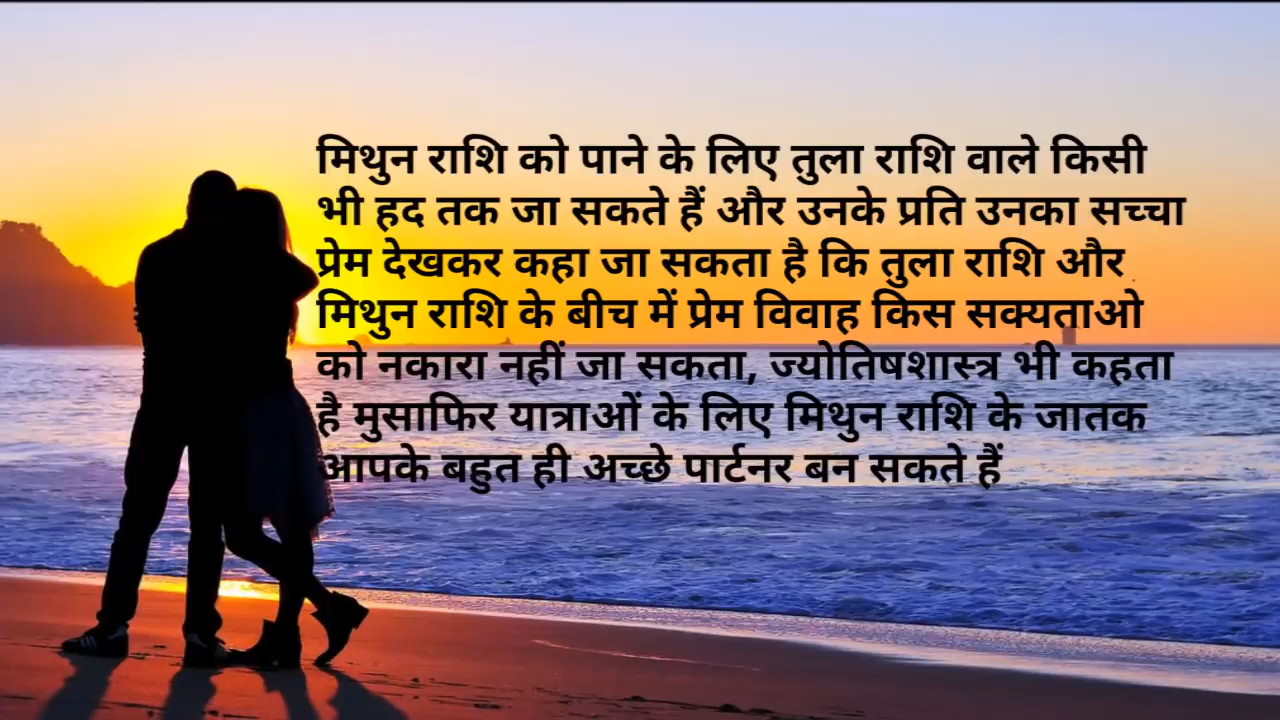 मिथुन राशि को पाने के लिए तुला राशि वाले किसी
भी हद तक जा सकते हैं और उनके प्रति उनका सच्चा
प्रेम देखकर कहा जा सकता है कि तुला राशि और
मिथुन राशि के बीच में प्रेम विवाह किस सक्यताओ
को नकारा नहीं जा सकता, ज्योतिषशास्त्र भी कहता
है मुसाफिर यात्राओं के लिए मिथुन राशि के जातक
आपके बहुत ही अच्छे पार्टनर बन सकते हैं